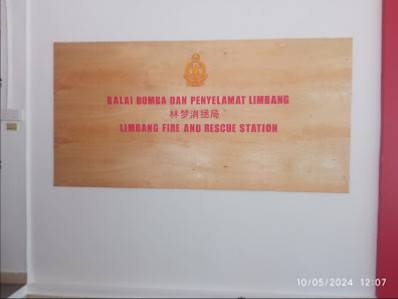 BALAI BOMBA DAN PENYELAMAT LIMBANG
林梦消拯局
LIMBANG FIRE AND RESCUE STATION
10/05/2024 12:07